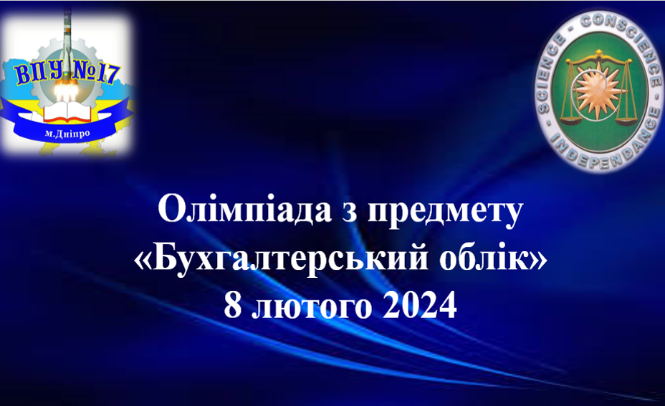 ВПУ №17
м.Дніпро
SCIENCE - CONSCIENCE - INDEPENDANCE -
Олімпіада з предмету
«Бухгалтерський облік»
8 лютого 2024